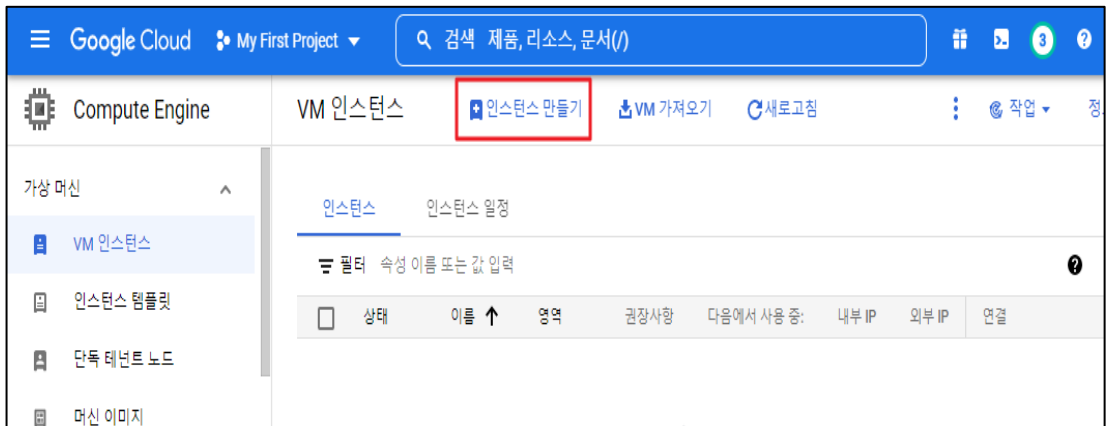 Google Cloud My First Project 검색 제품, 리소스, 문서(/) 3
Compute Engine VM 인스턴스 인스턴스 만들기 VM 가져오기 새로고침 작업 정
가상 머신
인스턴스 인스턴스 일정
VM 인스턴스
필터 속성 이름 또는 값 입력
인스턴스 템플릿
상태 이름 영역 권장사항 다음에서 사용 중: 내부 IP 외부 IP 연결
단독 테넌트 노드
머신 이미지